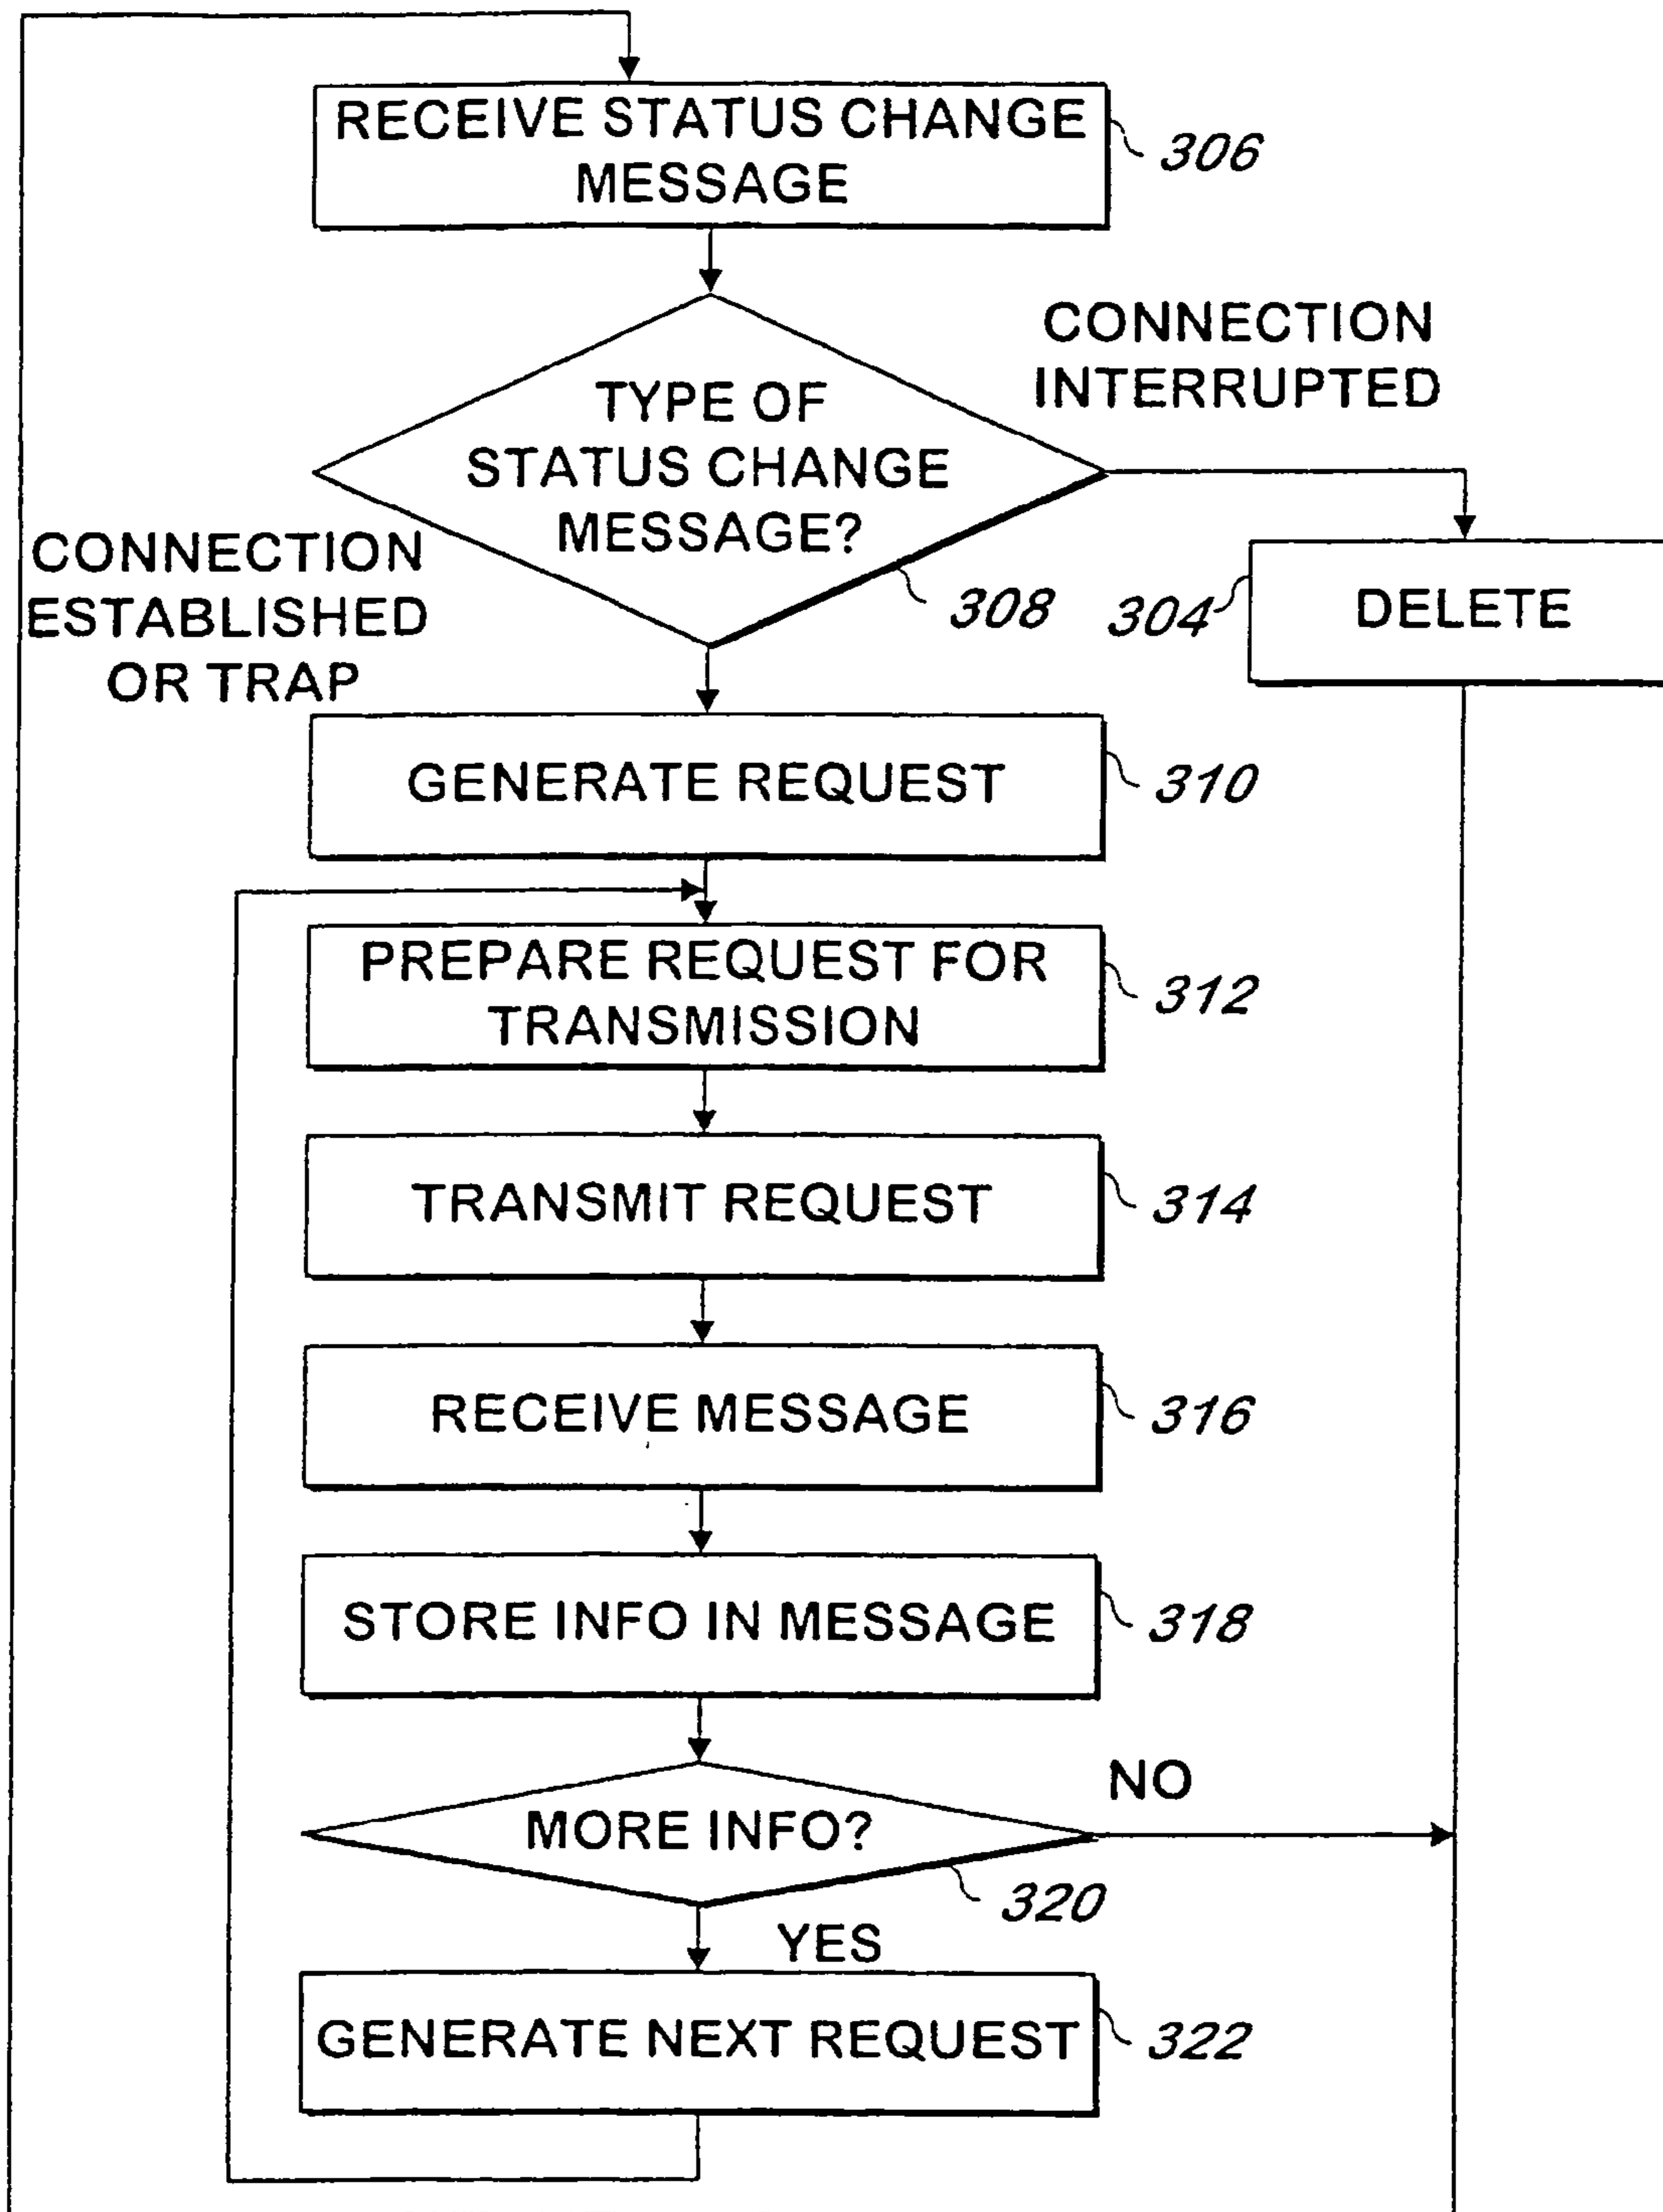 RECEIVE STATUS CHANGE
MESSAGE
306
CONNECTION
INTERRUPTED
TYPE OF
STATUS CHANGE
MESSAGE?
308
CONNECTION
ESTABLISHED
OR TRAP
304
DELETE
GENERATE REQUEST
310
PREPARE REQUEST FOR
TRANSMISSION
312
TRANSMIT REQUEST
314
RECEIVE MESSAGE
316
STORE INFO IN MESSAGE
318
MORE INFO?
NO
320
YES
GENERATE NEXT REQUEST
322